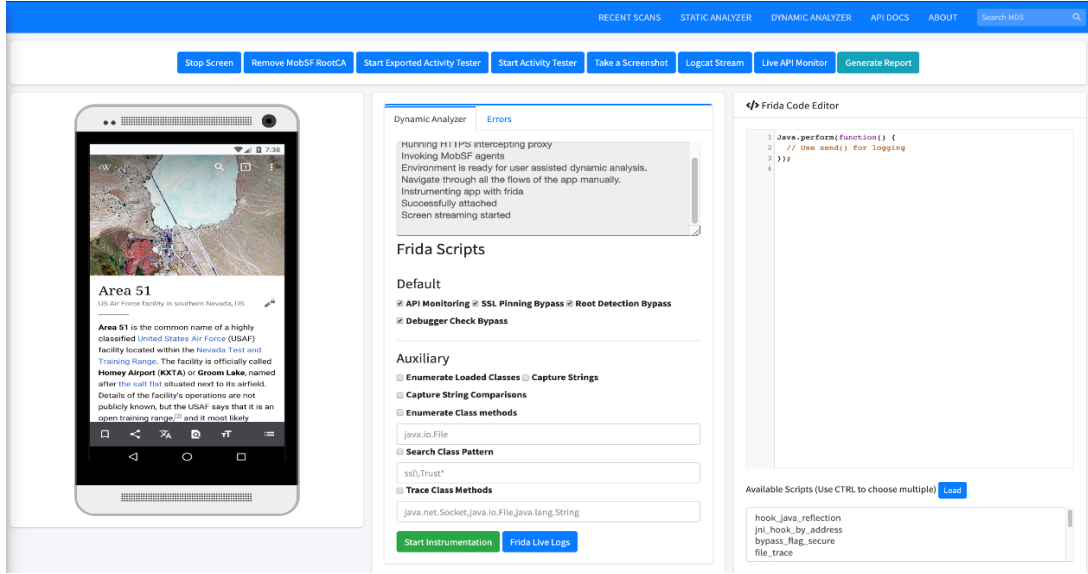 RECENT SCANS STATIC ANALYZER DYNAMIC ANALYZER API DOCS ABOUT Search MD5
Stop Screen Remove MobSF RootCA Start Exported Activity Tester Start Activity Tester Take a Screenshot Logcat Stream Live API Monitor Generate Report
7:38
W
1
Area 51
US Air Force facility in southern Nevada, US
Area 51 is the common name of a highly
classified United States Air Force (USAF)
facility located within the Nevada Test and
Training Range. The facility is officially called
Homey Airport (KXTA) or Groom Lake, named
after the salt flat situated next to its airfield.
Details of the facility's operations are not
publicly known, but the USAF says that it is an
open training range,[2] and it most likely
Dynamic Analyzer Errors
Running HTTPS intercepting proxy
Invoking MobSF agents
Environment is ready for user assisted dynamic analysis.
Navigate through all the flows of the app manually.
Instrumenting app with frida
Successfully attached
Screen streaming started
Frida Scripts
Default
API Monitoring SSL Pinning Bypass Root Detection Bypass
Debugger Check Bypass
Auxiliary
Enumerate Loaded Classes Capture Strings
Capture String Comparisons
Enumerate Class methods
java.io.File
Search Class Pattern
ssl\.Trust*
Trace Class Methods
java.net.Socket,java.io.File,java.lang.String
Start Instrumentation Frida Live Logs
</> Frida Code Editor
1 Java.perform(function() {
2 // Use send() for logging
3 });
4
Available Scripts (Use CTRL to choose multiple) Load
hook_java_reflection
jni_hook_by_address
bypass_flag_secure
file_trace